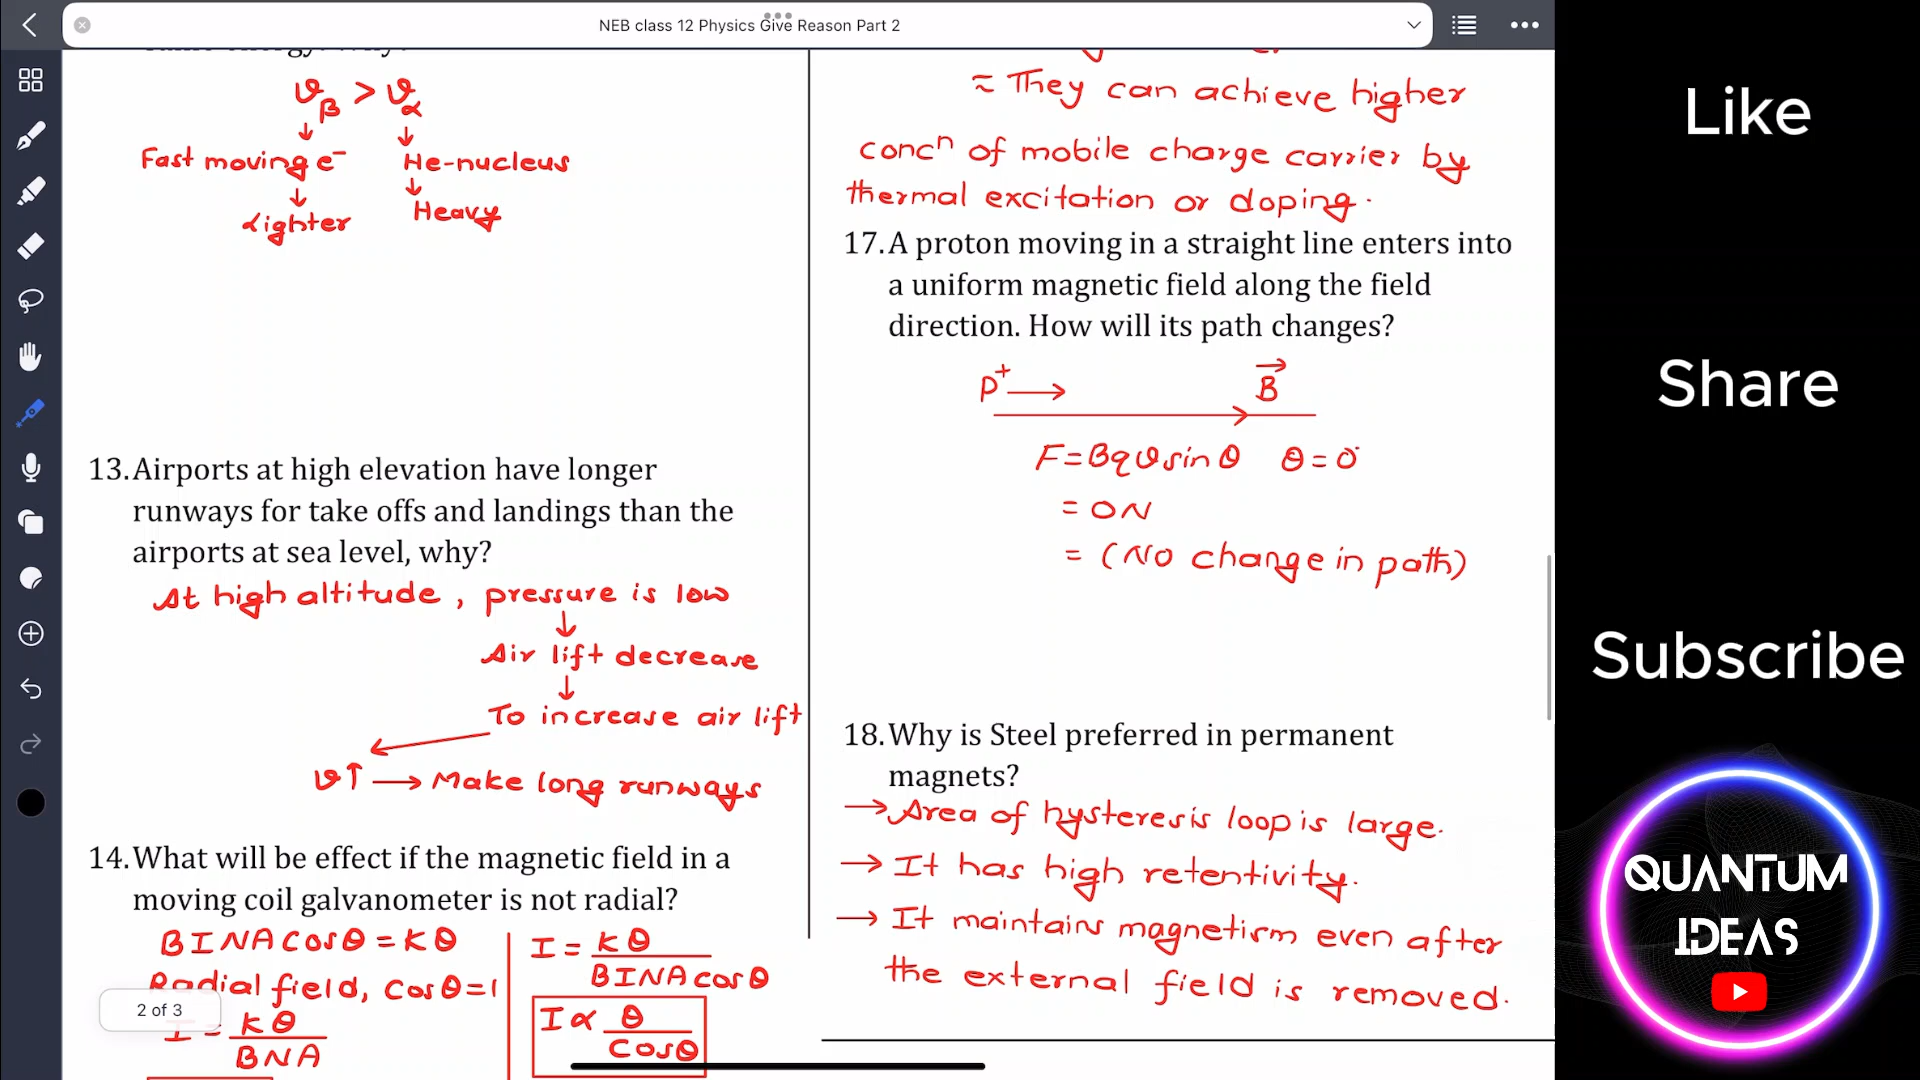 NEB class 12 Physics Give Reason Part 2
ϑβ > ϑα
Fast moving e⁻ He-nucleus
Lighter Heavy
13. Airports at high elevation have longer
runways for take offs and landings than the
airports at sea level, why?
At high altitude, pressure is low
↓
Air lift decrease
↓
To increase air lift
ϑ↑ → Make long runways
14. What will be effect if the magnetic field in a
moving coil galvanometer is not radial?
BINA cosθ = Kθ
Radial field, cosθ=1
I = Kθ/BNA
I = Kθ/BINA cosθ
I ∝ θ/cosθ
2 of 3
≈ They can achieve higher
concⁿ of mobile charge carrier by
thermal excitation or doping.
17. A proton moving in a straight line enters into
a uniform magnetic field along the field
direction. How will its path changes?
P⁺→ B⃗
F = Bqϑ sin θ θ = 0°
= 0N
= (No change in path)
18. Why is Steel preferred in permanent
magnets?
→ Area of hysteresis loop is large.
→ It has high retentivity.
→ It maintains magnetism even after
the external field is removed.
Like
Share
Subscribe
QUANTUM
IDEAS